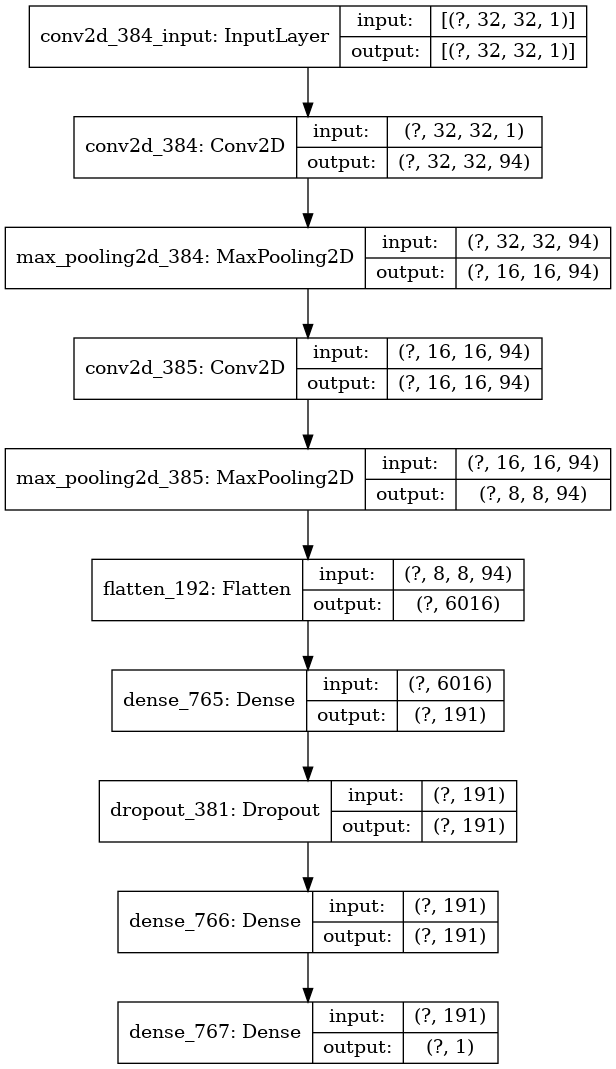 conv2d_384_input: InputLayer
input:
[(?, 32, 32, 1)]
output:
[(?, 32, 32, 1)]
conv2d_384: Conv2D
input:
(?, 32, 32, 1)
output:
(?, 32, 32, 94)
max_pooling2d_384: MaxPooling2D
input:
(?, 32, 32, 94)
output:
(?, 16, 16, 94)
conv2d_385: Conv2D
input:
(?, 16, 16, 94)
output:
(?, 16, 16, 94)
max_pooling2d_385: MaxPooling2D
input:
(?, 16, 16, 94)
output:
(?, 8, 8, 94)
flatten_192: Flatten
input:
(?, 8, 8, 94)
output:
(?, 6016)
dense_765: Dense
input:
(?, 6016)
output:
(?, 191)
dropout_381: Dropout
input:
(?, 191)
output:
(?, 191)
dense_766: Dense
input:
(?, 191)
output:
(?, 191)
dense_767: Dense
input:
(?, 191)
output:
(?, 1)